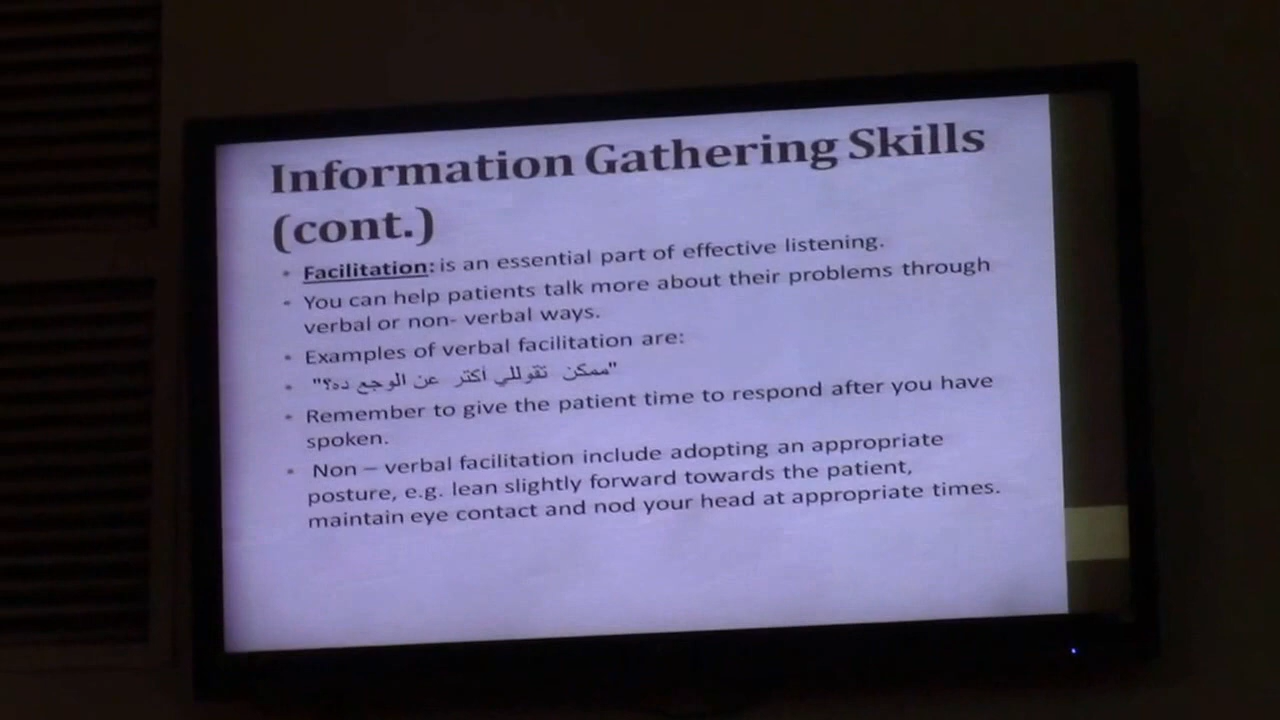 Information Gathering Skills
(cont.)
• Facilitation: is an essential part of effective listening.
• You can help patients talk more about their problems through
verbal or non- verbal ways.
• Examples of verbal facilitation are:
• "ممكن تقوللي أكتر عن الوجع ده؟"
• Remember to give the patient time to respond after you have
spoken.
• Non – verbal facilitation include adopting an appropriate
posture, e.g. lean slightly forward towards the patient,
maintain eye contact and nod your head at appropriate times.